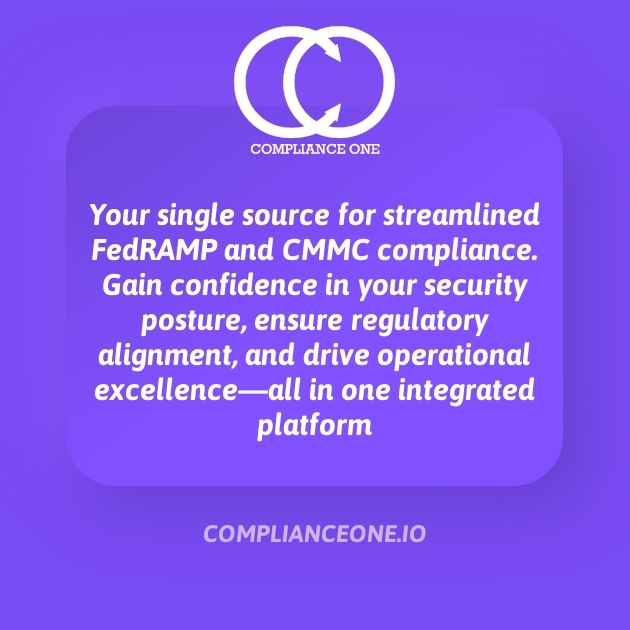 COMPLIANCE ONE
Your single source for streamlined
FedRAMP and CMMC compliance.
Gain confidence in your security
posture, ensure regulatory
alignment, and drive operational
excellence—all in one integrated
platform
COMPLIANCEONE.IO